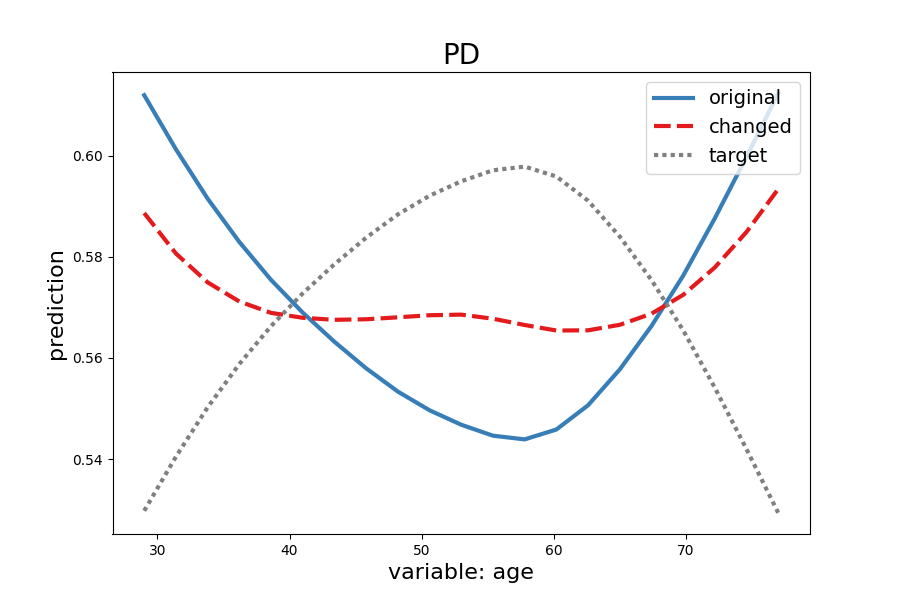 PD
original
changed
target
0.60
0.58
0.56
0.54
prediction
30 40 50 60 70
variable: age